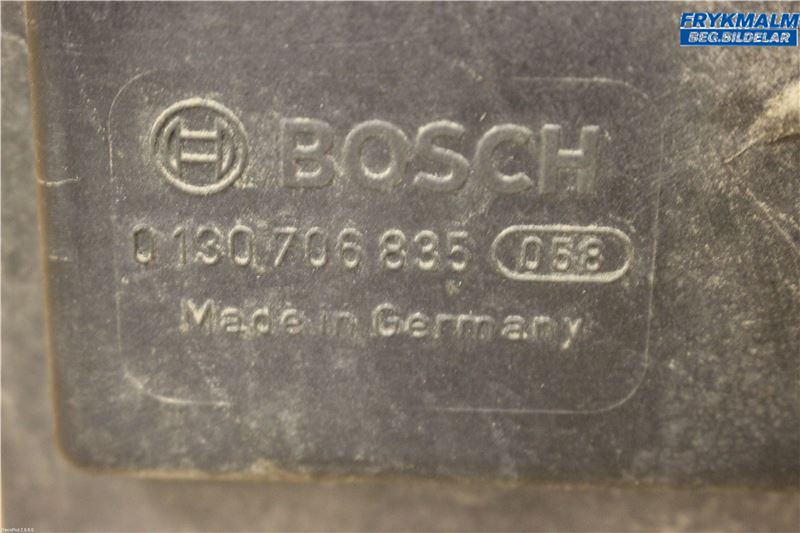 FRYKMALM
BEG.BILDELAR
BOSCH
0 130 706 835 058
Made in Germany